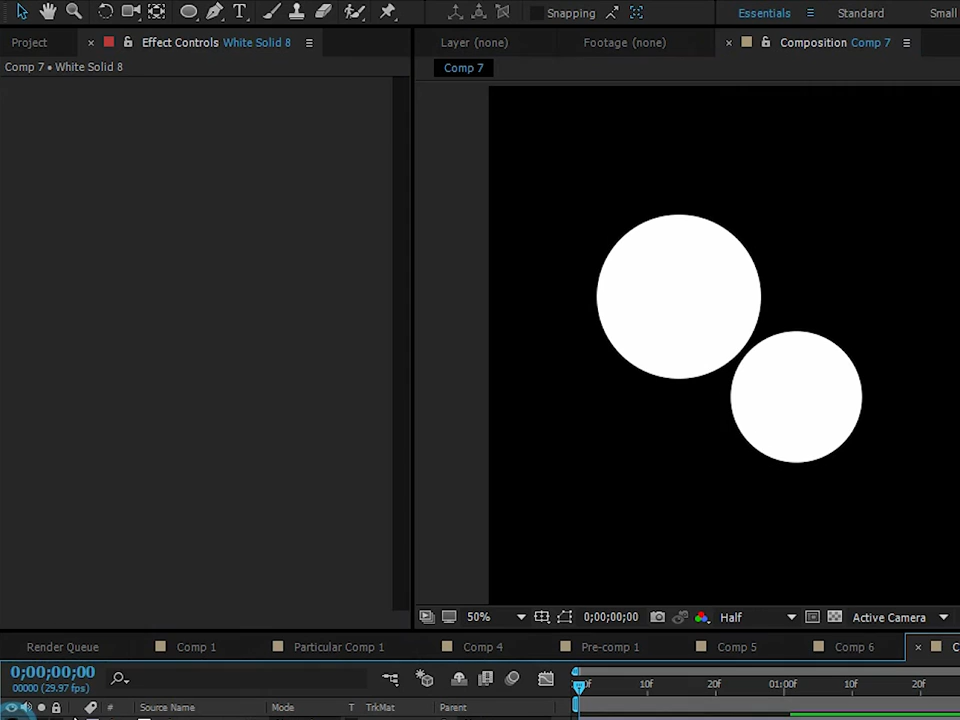 T Snapping Essentials Standard Small
Project Effect Controls White Solid 8 Layer (none) Footage (none) Composition Comp 7
Comp 7 • White Solid 8 Comp 7
50% 0;00;00;00 Half Active Camera
Render Queue Comp 1 Particular Comp 1 Comp 4 Pre-comp 1 Comp 5 Comp 6
0;00;00;00
00000 (29.97 fps) 10f 20f 01:00f 10f 20f
# Source Name Mode T TrkMat Parent